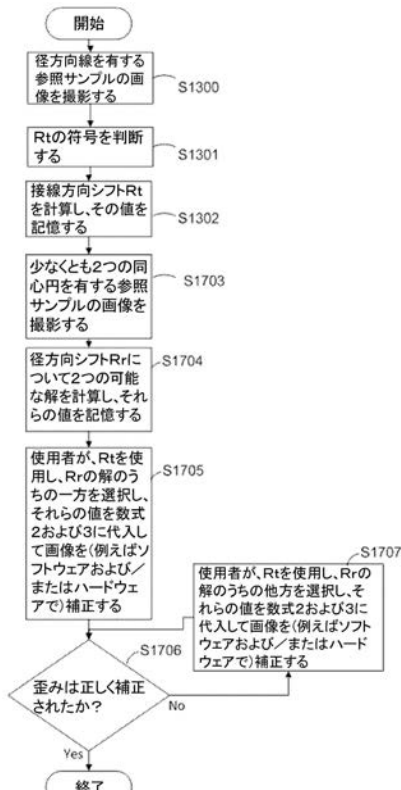 開始
径方向線を有する
参照サンプルの画
像を撮影する
S1300
Rtの符号を判断
する
S1301
接線方向シフトRt
を計算し、その値を
記憶する
S1302
少なくとも2つの同
心円を有する参照
サンプルの画像を
撮影する
S1703
径方向シフトRrに
ついて2つの可能
な解を計算し、それ
らの値を記憶する
S1704
使用者が、Rtを使
用し、Rrの解のう
ちの一方を選択し、
それらの値を数式
2および3に代入し
て画像を(例えばソ
フトウェアおよび/
またはハードウェ
アで)補正する
S1705
S1707
使用者が、Rtを使用し、Rrの
解のうちの他方を選択し、そ
れらの値を数式2および3に
代入して画像を(例えばソフト
ウェアおよび/またはハード
ウェアで)補正する
S1706
歪みは正しく補正
されたか?
No
Yes
終了